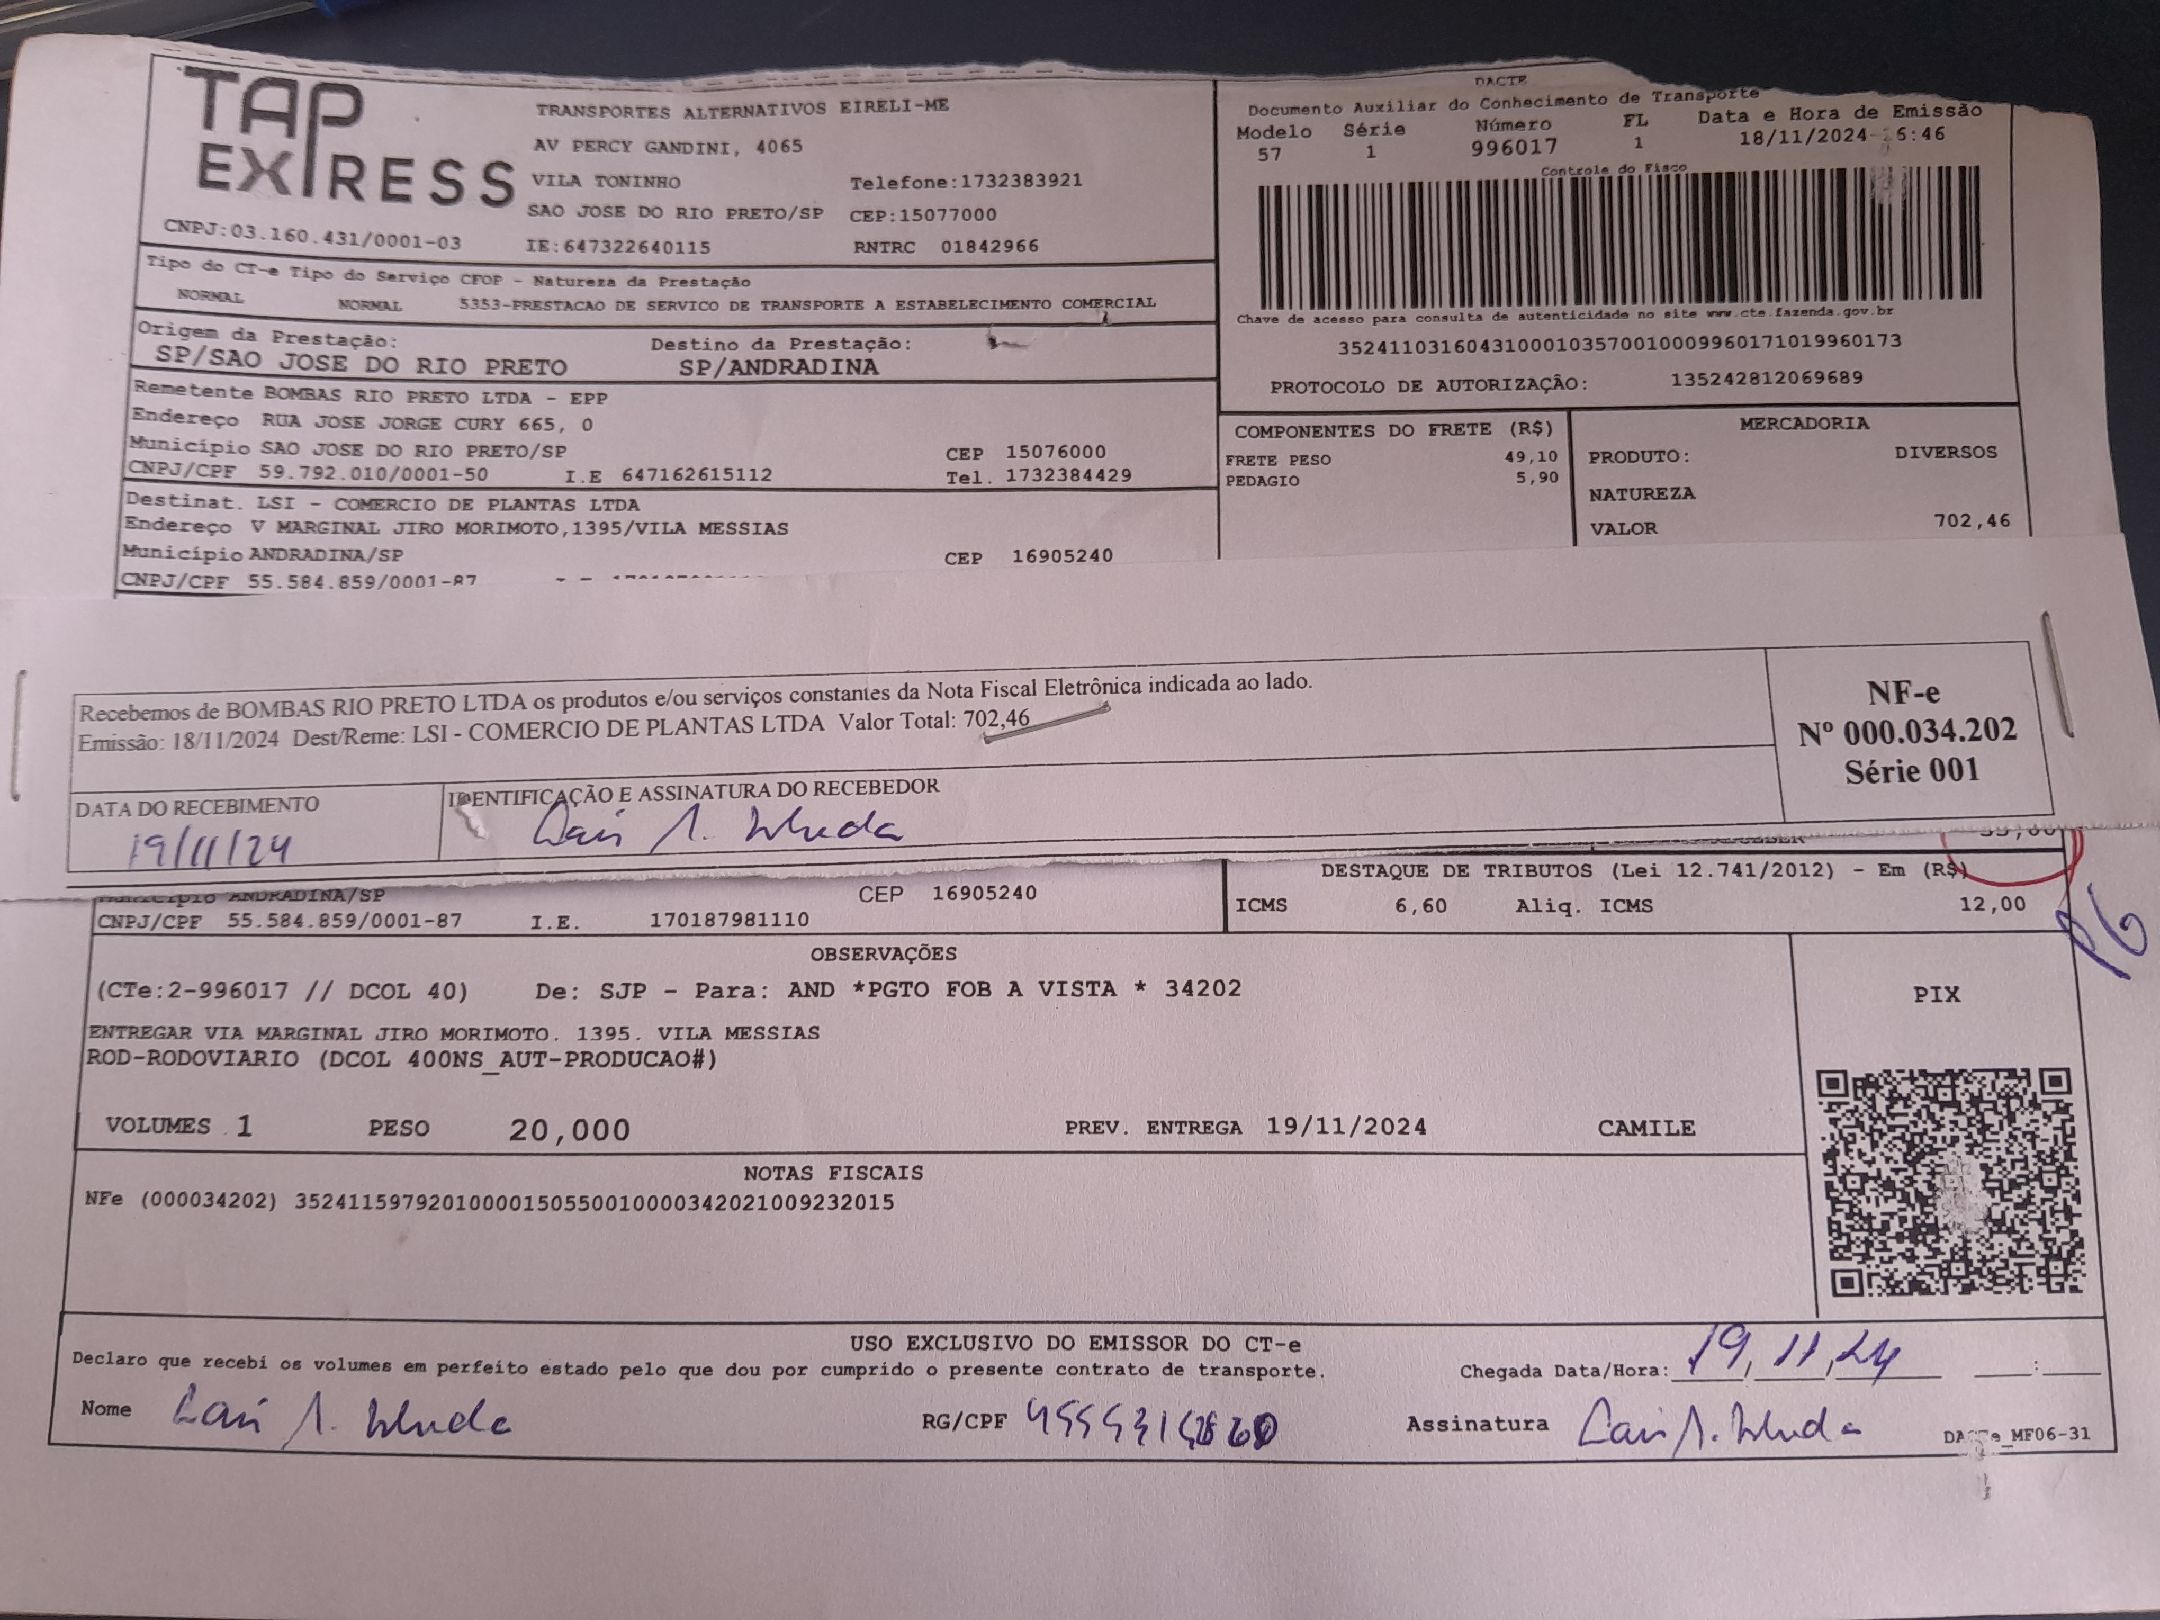 TAP EXPRESS
TRANSPORTES ALTERNATIVOS EIRELI-ME
AV PERCY GANDINI, 4065
VILA TONINHO Telefone:1732383921
SAO JOSE DO RIO PRETO/SP CEP:15077000
CNPJ:03.160.431/0001-03 IE:647322640115 RNTRC 01842966
DACTE
Documento Auxiliar do Conhecimento de Transporte
Modelo Série Número FL Data e Hora de Emissão
57 1 996017 1 18/11/2024 :46
Controle do Fisco
Chave de acesso para consulta de autenticidade no site www.cte.fazenda.gov.br
35241103160431000103570010009960171019960173
PROTOCOLO DE AUTORIZAÇÃO: 135242812069689
Tipo do CT-e Tipo do Serviço CFOP - Natureza da Prestação
NORMAL NORMAL 5353-PRESTACAO DE SERVICO DE TRANSPORTE A ESTABELECIMENTO COMERCIAL
Origem da Prestação: Destino da Prestação:
SP/SAO JOSE DO RIO PRETO SP/ANDRADINA
Remetente BOMBAS RIO PRETO LTDA - EPP
Endereço RUA JOSE JORGE CURY 665, 0
Município SAO JOSE DO RIO PRETO/SP CEP 15076000
CNPJ/CPF 59.792.010/0001-50 I.E 647162615112 Tel. 1732384429
Destinat. LSI - COMERCIO DE PLANTAS LTDA
Endereço V MARGINAL JIRO MORIMOTO,1395/VILA MESSIAS
Município ANDRADINA/SP CEP 16905240
CNPJ/CPF 55.584.859/0001-87
COMPONENTES DO FRETE (R$)
FRETE PESO 49,10
PEDAGIO 5,90
MERCADORIA
PRODUTO: DIVERSOS
NATUREZA
VALOR 702,46
Recebemos de BOMBAS RIO PRETO LTDA os produtos e/ou serviços constantes da Nota Fiscal Eletrônica indicada ao lado.
Emissão: 18/11/2024 Dest/Reme: LSI - COMERCIO DE PLANTAS LTDA Valor Total: 702,46
NF-e
Nº 000.034.202
Série 001
DATA DO RECEBIMENTO
19/11/24
IDENTIFICAÇÃO E ASSINATURA DO RECEBEDOR
Município ANDRADINA/SP CEP 16905240
CNPJ/CPF 55.584.859/0001-87 I.E. 170187981110
DESTAQUE DE TRIBUTOS (Lei 12.741/2012) - Em (R$)
ICMS 6,60 Aliq. ICMS 12,00
PG
OBSERVAÇÕES
(CTe:2-996017 // DCOL 40) De: SJP - Para: AND *PGTO FOB A VISTA * 34202
ENTREGAR VIA MARGINAL JIRO MORIMOTO. 1395. VILA MESSIAS
ROD-RODOVIARIO (DCOL 400NS_AUT-PRODUCAO#)
PIX
VOLUMES 1 PESO 20,000 PREV. ENTREGA 19/11/2024 CAMILE
NOTAS FISCAIS
NFe (000034202) 35241159792010000150550010000342021009232015
USO EXCLUSIVO DO EMISSOR DO CT-e
Declaro que recebi os volumes em perfeito estado pelo que dou por cumprido o presente contrato de transporte.
Chegada Data/Hora: 19, 11, 24 :
Nome RG/CPF Assinatura
MF06-31